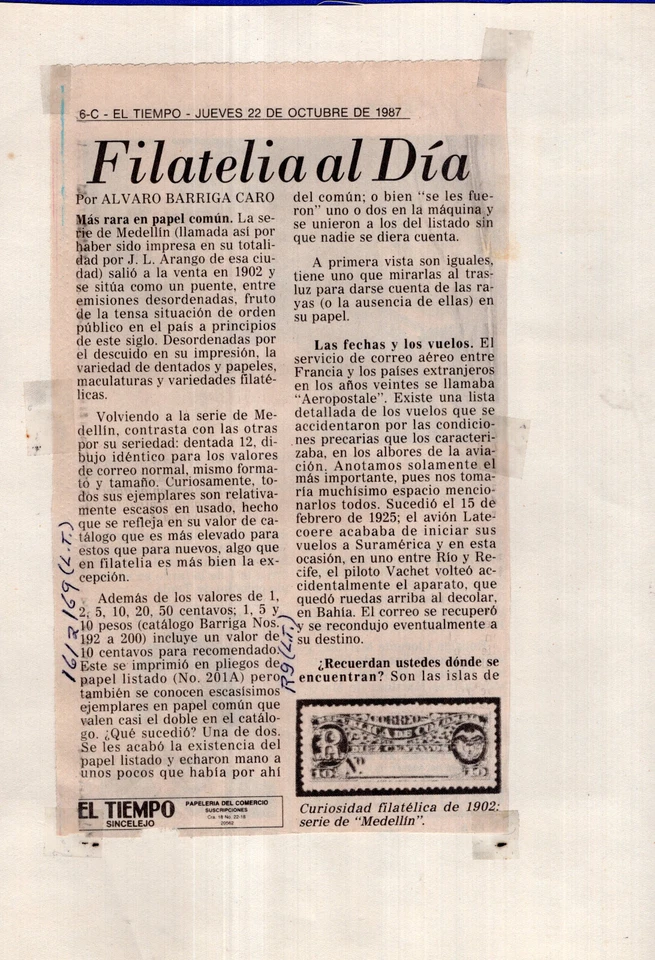 6-C - EL TIEMPO - JUEVES 22 DE OCTUBRE DE 1987
Filatelia al Día
Por ALVARO BARRIGA CARO
Más rara en papel común. La se-
rie de Medellín (llamada así por
haber sido impresa en su totali-
dad por J. L. Arango de esa ciu-
dad) salió a la venta en 1902 y
se sitúa como un puente, entre
emisiones desordenadas, fruto
de la tensa situación de orden
público en el país a principios
de este siglo. Desordenadas por
el descuido en su impresión, la
variedad de dentados y papeles,
maculaturas y variedades filaté-
licas.
Volviendo a la serie de Me-
dellín, contrasta con las otras
por su seriedad: dentada 12, di-
bujo idéntico para los valores
de correo normal, mismo forma-
to y tamaño. Curiosamente, to-
dos sus ejemplares son relativa-
mente escasos en usado, hecho
que se refleja en su valor de ca-
tálogo que es más elevado para
éstos que para nuevos, algo que
en filatelia es más bien la ex-
cepción.
Además de los valores de 1,
2, 5, 10, 20, 50 centavos; 1, 5 y
10 pesos (catálogo Barriga Nos.
192 a 200) incluye un valor de
10 centavos para recomendado.
Este se imprimió en pliegos de
papel listado (No. 201A) pero
también se conocen escasísimos
ejemplares en papel común que
valen casi el doble en el catálo-
go. ¿Qué sucedió? Una de dos.
Se les acabó la existencia del
papel listado y echaron mano a
unos pocos que había por ahí
del común; o bien "se les fue-
ron" uno o dos en la máquina y
se unieron a los del listado sin
que nadie se diera cuenta.
A primera vista son iguales,
tiene uno que mirarlas al tras-
luz para darse cuenta de las ra-
yas (o la ausencia de ellas) en
su papel.
Las fechas y los vuelos. El
servicio de correo aéreo entre
Francia y los países extranjeros
en los años veintes se llamaba
"Aeropostale". Existe una lista
detallada de los vuelos que se
accidentaron por las condicio-
nes precarias que los caracteri-
zaba, en los albores de la avia-
ción. Anotamos solamente el
más importante, pues nos toma-
ría muchísimo espacio mencio-
narlos todos. Sucedió el 15 de
febrero de 1925; el avión Late-
coere acababa de iniciar sus
vuelos a Suramérica y en esta
ocasión, en uno entre Río y Re-
cife, el piloto Vachet volteó ac-
cidentalmente el aparato, que
quedó ruedas arriba al decolar,
en Bahía. El correo se recuperó
y se recondujo eventualmente a
su destino.
¿Recuerdan ustedes dónde se
encuentran? Son las islas de
CORREOS
No.
10
10
Curiosidad filatélica de 1902:
serie de "Medellín".
EL TIEMPO
SINCELEJO
PAPELERIA DEL COMERCIO
SUSCRIPCIONES
Cra. 18 No. 22-18
20562
R9 (L.T.)